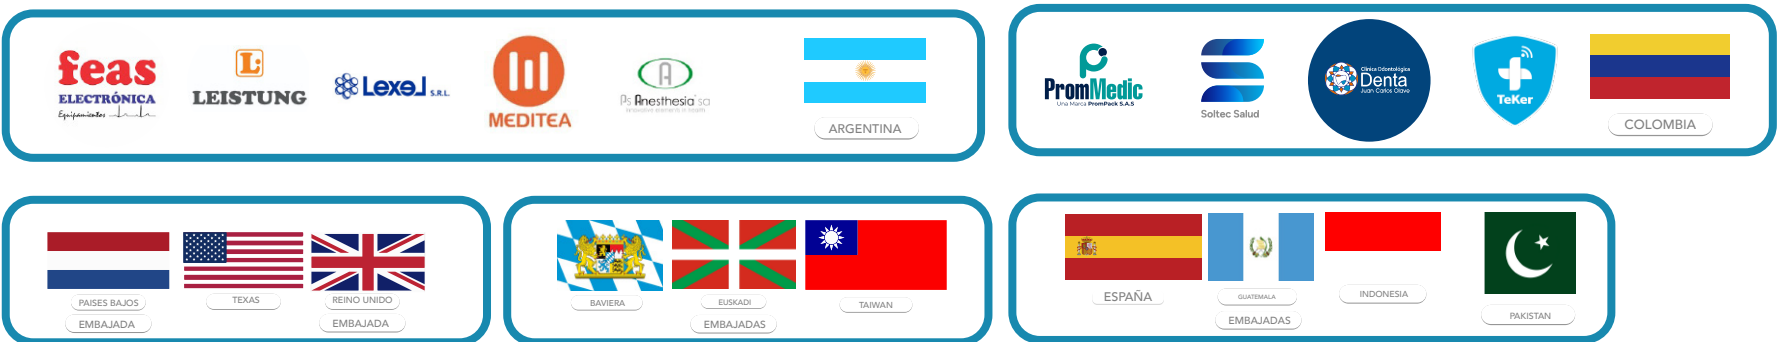 feas
ELECTRÓNICA
Equipamientos
L:
LEISTUNG
Lexel S.R.L.
MEDITEA
A
Ps Anesthesia sa
ARGENTINA
PromMedic
Una Marca PromPack S.A.S
Soltec Salud
Clínica Odontológica
Denta
Juan Carlos Olave
TeKer
COLOMBIA
PAISES BAJOS
EMBAJADA
TEXAS
REINO UNIDO
EMBAJADA
BAVIERA
EUSKADI
EMBAJADAS
TAIWAN
ESPAÑA
GUATEMALA
EMBAJADAS
INDONESIA
PAKISTAN